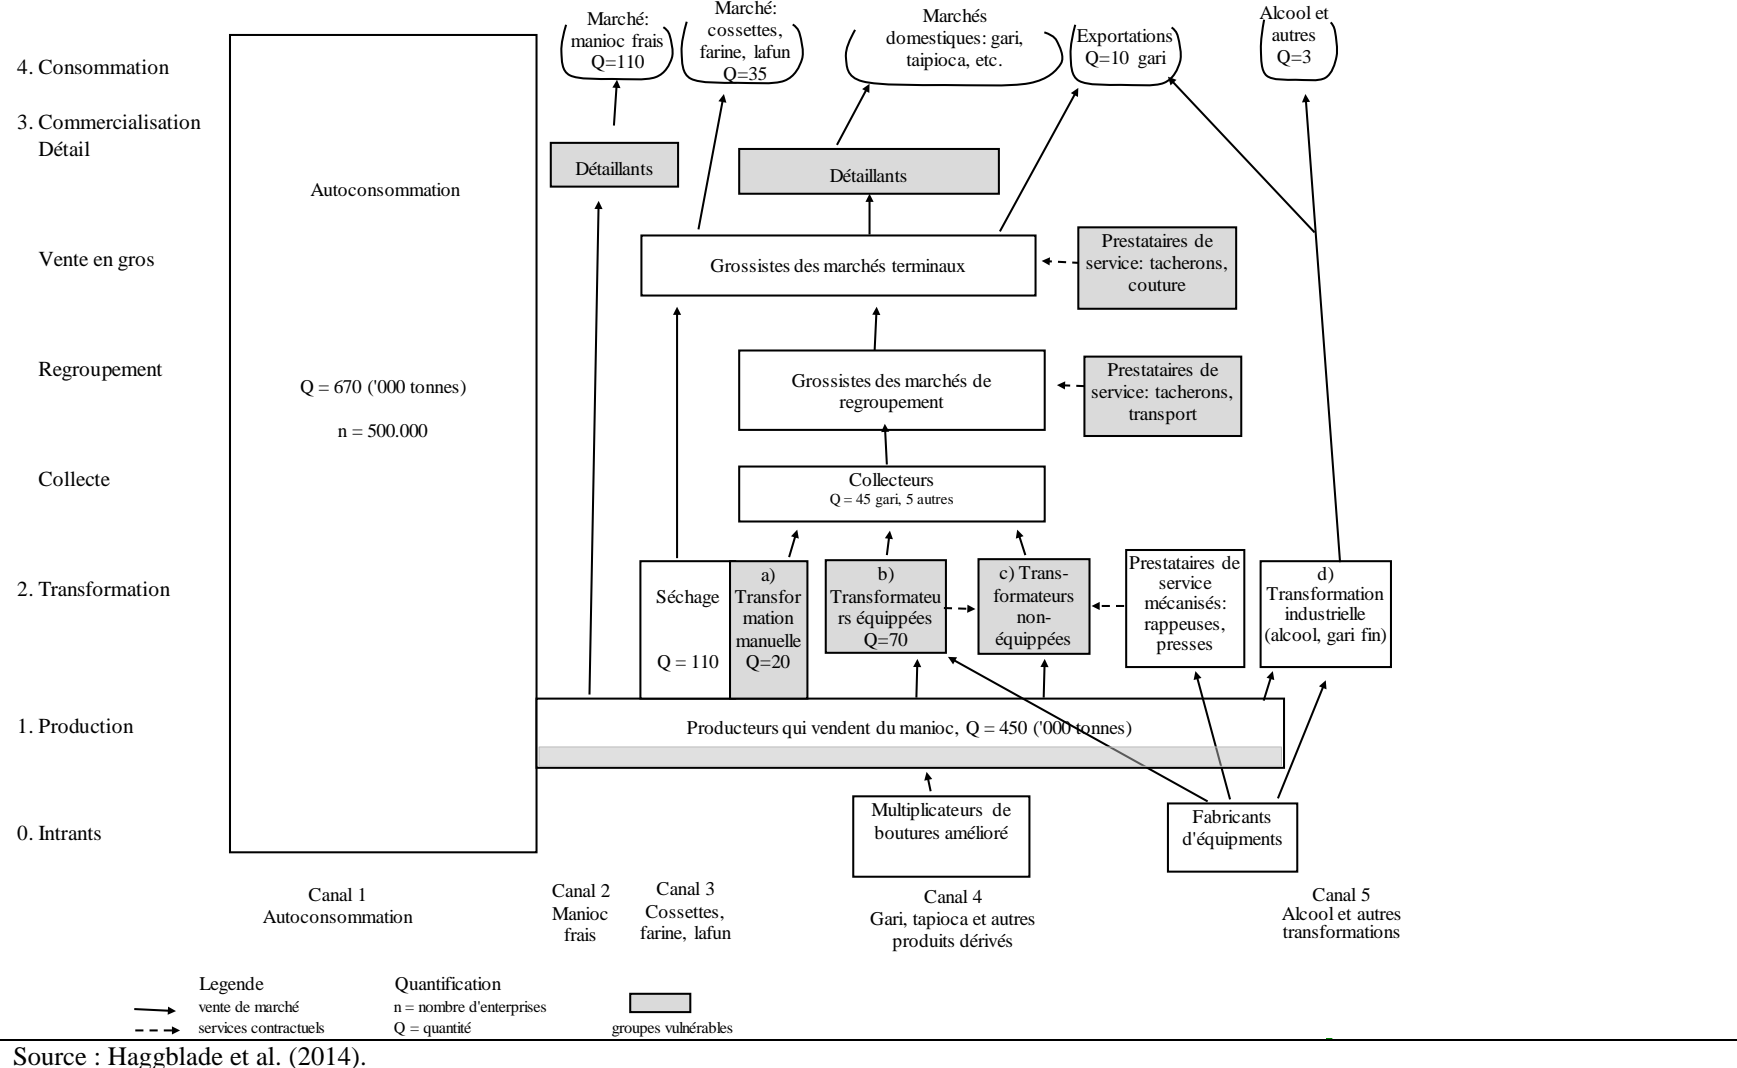 Marché:
manioc frais
Q=110
Marché:
cossettes,
farine, lafun
Q=35
Marchés
domestiques: gari,
taipioca, etc.
Exportations
Q=10 gari
Alcool et
autres
Q=3
4. Consommation
3. Commercialisation
Détail
Autoconsommation
Détaillants
Détaillants
Vente en gros
Grossistes des marchés terminaux
Prestataires de
service: tacherons,
couture
Regroupement
Q = 670 ('000 tonnes)
n = 500.000
Grossistes des marchés de
regroupement
Prestataires de
service: tacherons,
transport
Collecte
Collecteurs
Q = 45 gari, 5 autres
2. Transformation
Séchage
Q = 110
a)
Transfor
mation
manuelle
Q=20
b)
Transformateu
rs équippées
Q=70
c) Trans-
formateurs
non-
équippées
Prestataires de
service
mécanisés:
rappeuses,
presses
d)
Transformation
industrielle
(alcool, gari fin)
1. Production
Producteurs qui vendent du manioc, Q = 450 ('000 tonnes)
0. Intrants
Multiplicateurs de
boutures amélioré
Fabricants
d'équipments
Canal 1
Autoconsommation
Canal 2
Manioc
frais
Canal 3
Cossettes,
farine, lafun
Canal 4
Gari, tapioca et autres
produits dérivés
Canal 5
Alcool et autres
transformations
Legende
vente de marché
services contractuels
Quantification
n = nombre d'enterprises
Q = quantité
groupes vulnérables
Source : Haggblade et al. (2014).